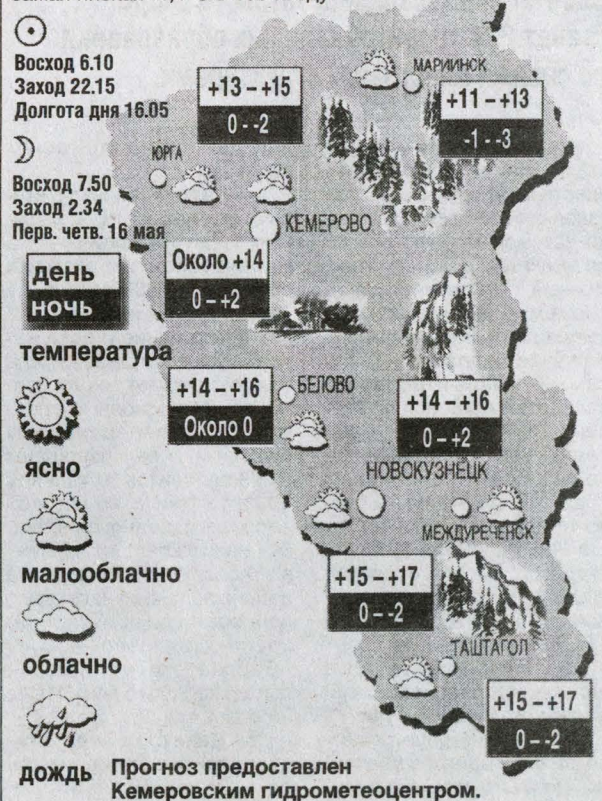 Восход 6.10
Заход 22.15
Долгота дня 16.05
Восход 7.50
Заход 2.34
Перв. четв. 16 мая
день
ночь
температура
ясно
малооблачно
облачно
дождь
МАРИИНСК
+13 – +15
0 - -2
+11 – +13
-1 - -3
ЮРГА
КЕМЕРОВО
Около +14
0 – +2
БЕЛОВО
+14 – +16
Около 0
+14 – +16
0 – +2
НОВОКУЗНЕЦК
МЕЖДУРЕЧЕНСК
+15 – +17
0 – -2
ТАШТАГОЛ
+15 – +17
0 – -2
Прогноз предоставлен
Кемеровским гидрометеоцентром.